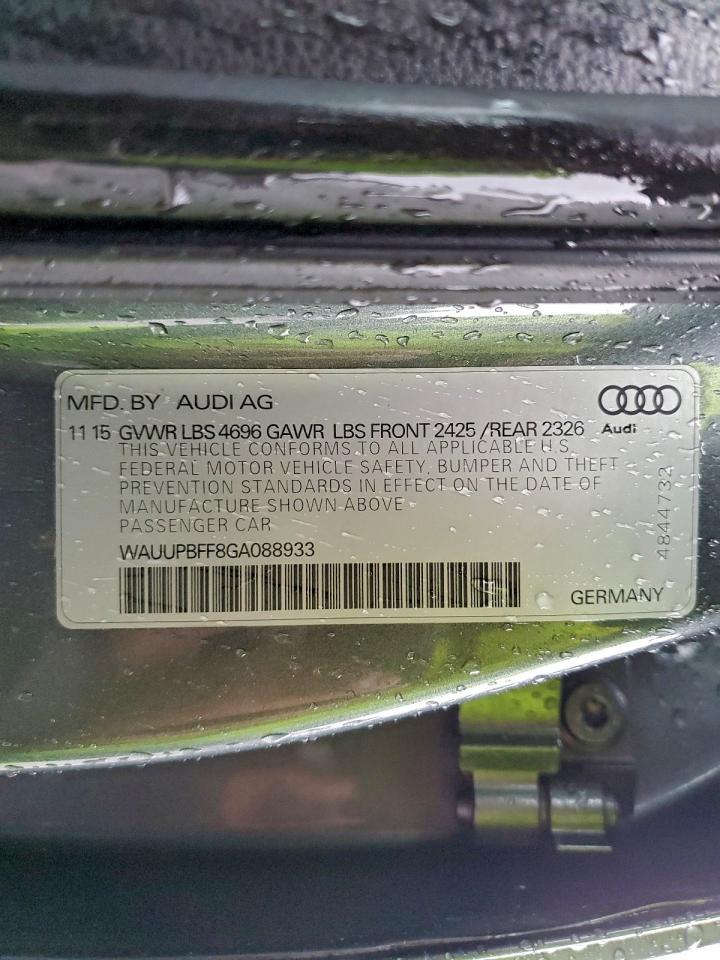 MFD. BY AUDI AG
Audi
11 15 GVWR LBS 4696 GAWR LBS FRONT 2425 /REAR 2326
THIS VEHICLE CONFORMS TO ALL APPLICABLE U.S.
FEDERAL MOTOR VEHICLE SAFETY, BUMPER AND THEFT
PREVENTION STANDARDS IN EFFECT ON THE DATE OF
MANUFACTURE SHOWN ABOVE
PASSENGER CAR
4844732
WAUUPBFF8GA088933
GERMANY